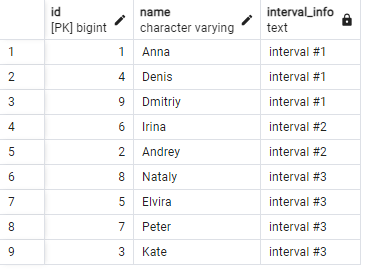 id name interval_info
[PK] bigint character varying text
1 1 Anna interval #1
2 4 Denis interval #1
3 9 Dmitriy interval #1
4 6 Irina interval #2
5 2 Andrey interval #2
6 8 Nataly interval #3
7 5 Elvira interval #3
8 7 Peter interval #3
9 3 Kate interval #3